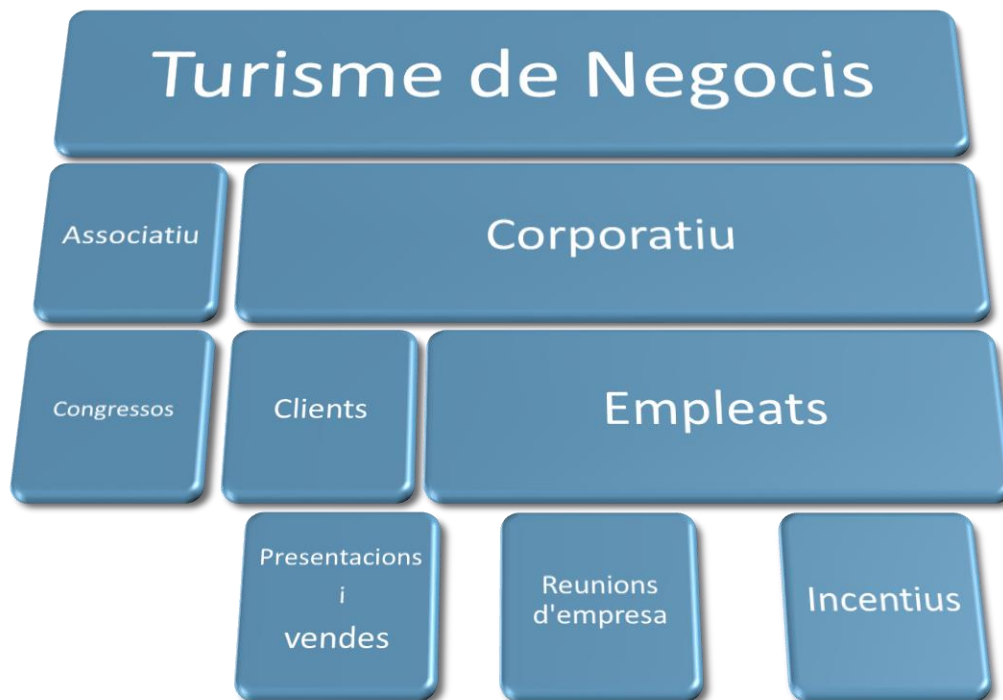 Turisme de Negocis
Associatiu
Corporatiu
Congressos
Clients
Empleats
Presentacions
i
vendes
Reunions
d'empresa
Incentius